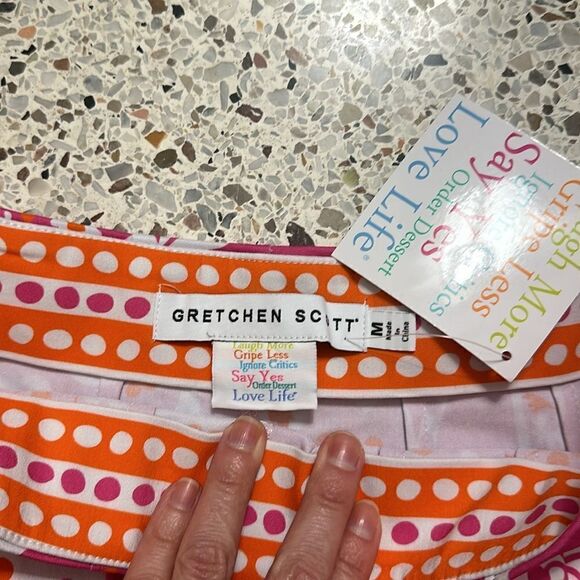 GRETCHEN SCOTT
M
Made
In
China
Laugh More
Gripe Less
Ignore Critics
Say Yes
Order Dessert
Love Life®
Laugh More
Gripe Less
Ignore Critics
Say Yes
Order Dessert
Love Life®